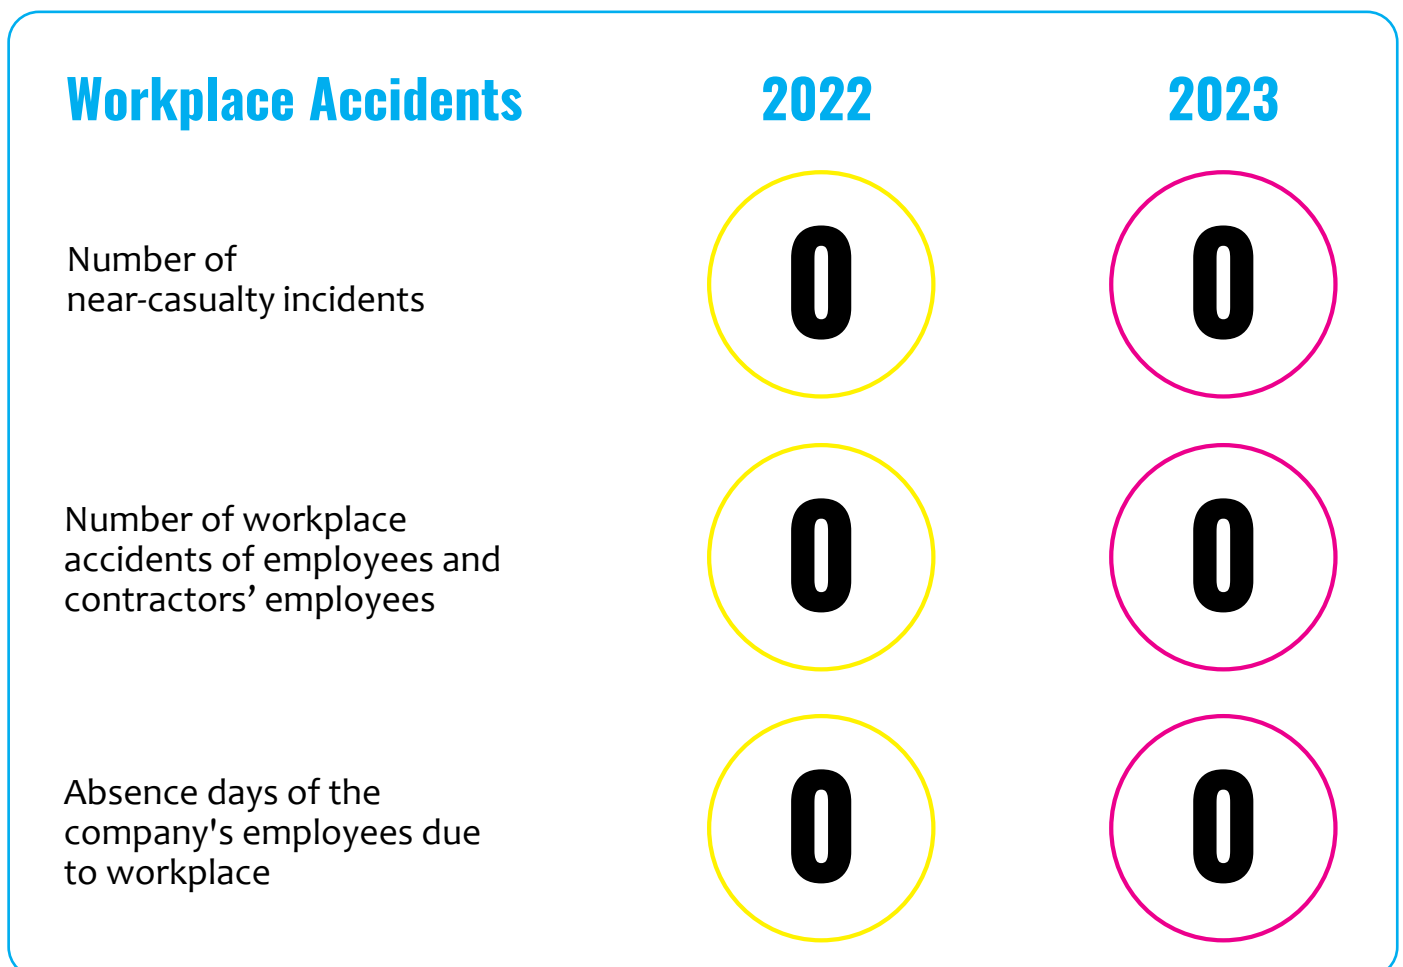 Workplace Accidents 2022 2023
Number of
near-casualty incidents
0 0
Number of workplace
accidents of employees and
contractors’ employees
0 0
Absence days of the
company's employees due
to workplace
0 0